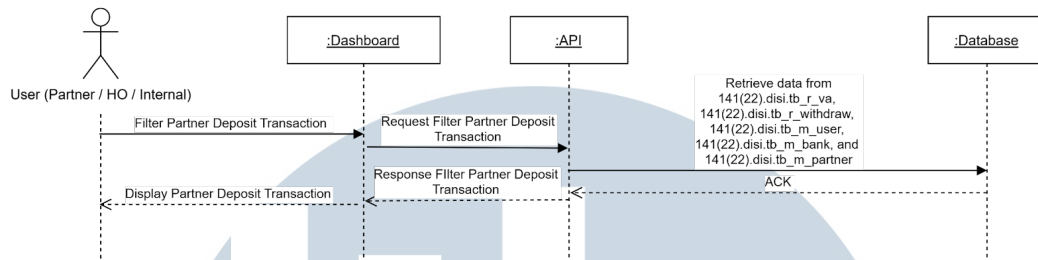 :Dashboard
:API
:Database
User (Partner / HO / Internal)
Retrieve data from
141(22).disi.tb_r_va,
141(22).disi.tb_r_withdraw,
141(22).disi.tb_m_user,
141(22).disi.tb_m_bank, and
141(22).disi.tb_m_partner
Filter Partner Deposit Transaction
Request Filter Partner Deposit
Transaction
ACK
Response FIlter Partner Deposit
Transaction
Display Partner Deposit Transaction